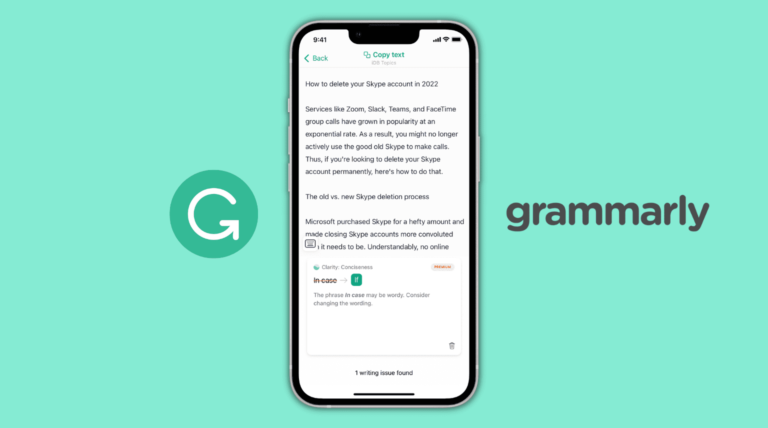 9:41
Back
Copy text
iOS Topics
How to delete your Skype account in 2022
Services like Zoom, Slack, Teams, and FaceTime
group calls have grown in popularity at an
exponential rate. As a result, you might no longer
actively use the good old Skype to make calls.
Thus, if you're looking to delete your Skype
account permanently, here's how to do that.
The old vs. new Skype deletion process
Microsoft purchased Skype for a hefty amount and
made closing Skype accounts more convoluted
it needs to be. Understandably, no online
Clarity: Conciseness
PREMIUM
in case → If
The phrase in case may be wordy. Consider
changing the wording.
1 writing issue found
G
grammarly